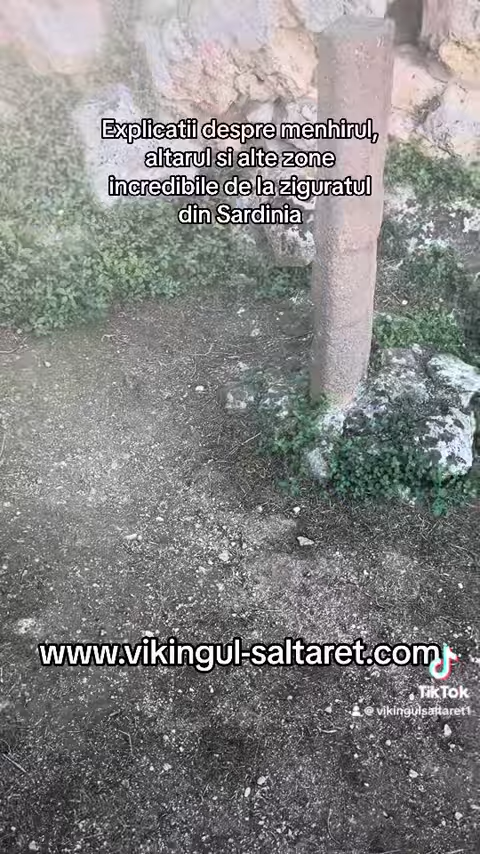 Explicatii despre menhirul,
altarul si alte zone
incredibile de la ziguratul
din Sardinia
www.vikingul-saltaret.com
TikTok
@vikingulsaltaret1